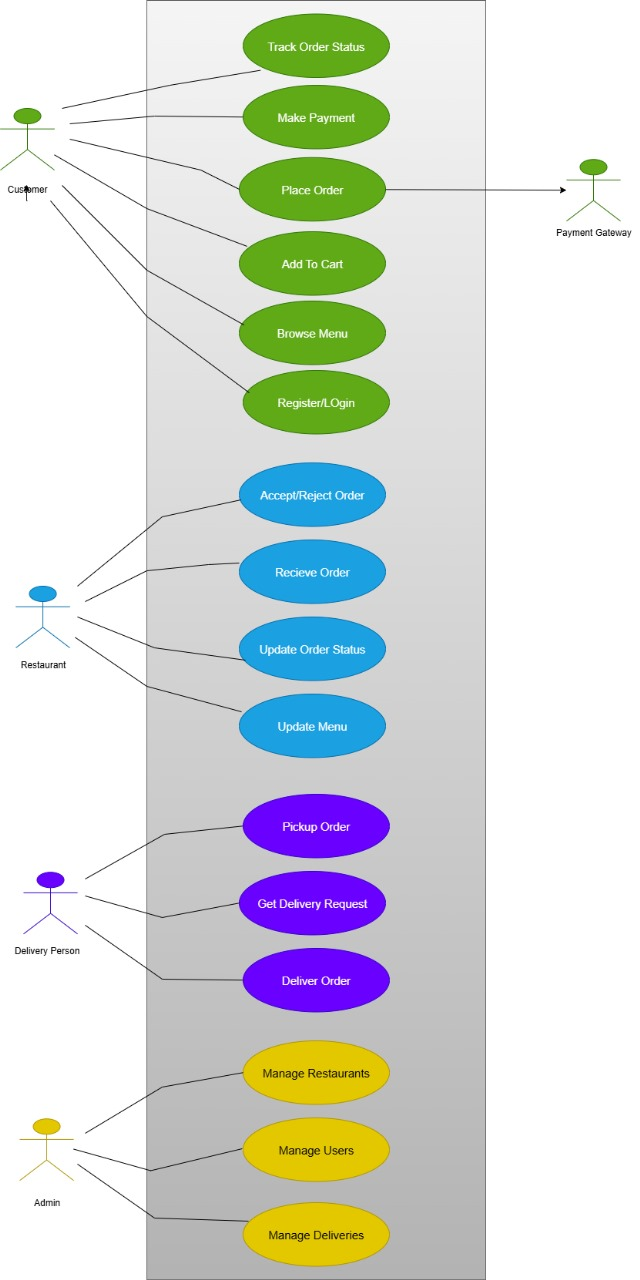 Track Order Status
Make Payment
Customer
Place Order
Payment Gateway
Add To Cart
Browse Menu
Register/LOgin
Accept/Reject Order
Recieve Order
Restaurant
Update Order Status
Update Menu
Pickup Order
Get Delivery Request
Delivery Person
Deliver Order
Manage Restaurants
Manage Users
Admin
Manage Deliveries